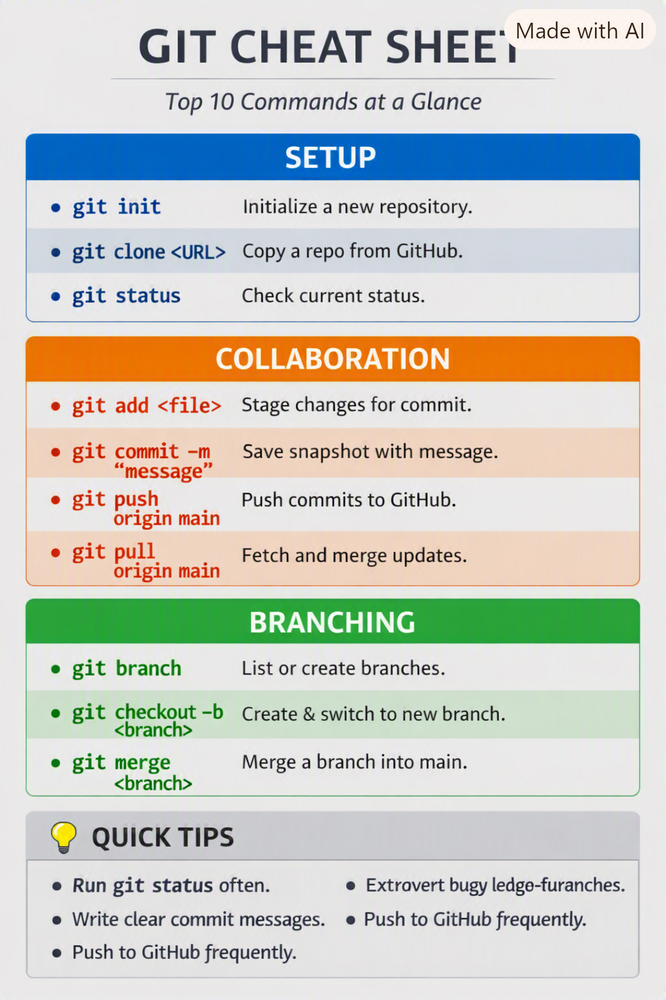 Made with AI
GIT CHEAT SHEET
Top 10 Commands at a Glance
SETUP
• git init Initialize a new repository.
• git clone <URL> Copy a repo from GitHub.
• git status Check current status.
COLLABORATION
• git add <file> Stage changes for commit.
• git commit –m Save snapshot with message.
“message”
• git push Push commits to GitHub.
origin main
• git pull Fetch and merge updates.
origin main
BRANCHING
• git branch List or create branches.
• git checkout –b Create & switch to new branch.
<branch>
• git merge Merge a branch into main.
<branch>
QUICK TIPS
• Run git status often.
• Write clear commit messages.
• Push to GitHub frequently.
• Extrovert bugy ledgo-furanches.
• Push to GitHub frequently.